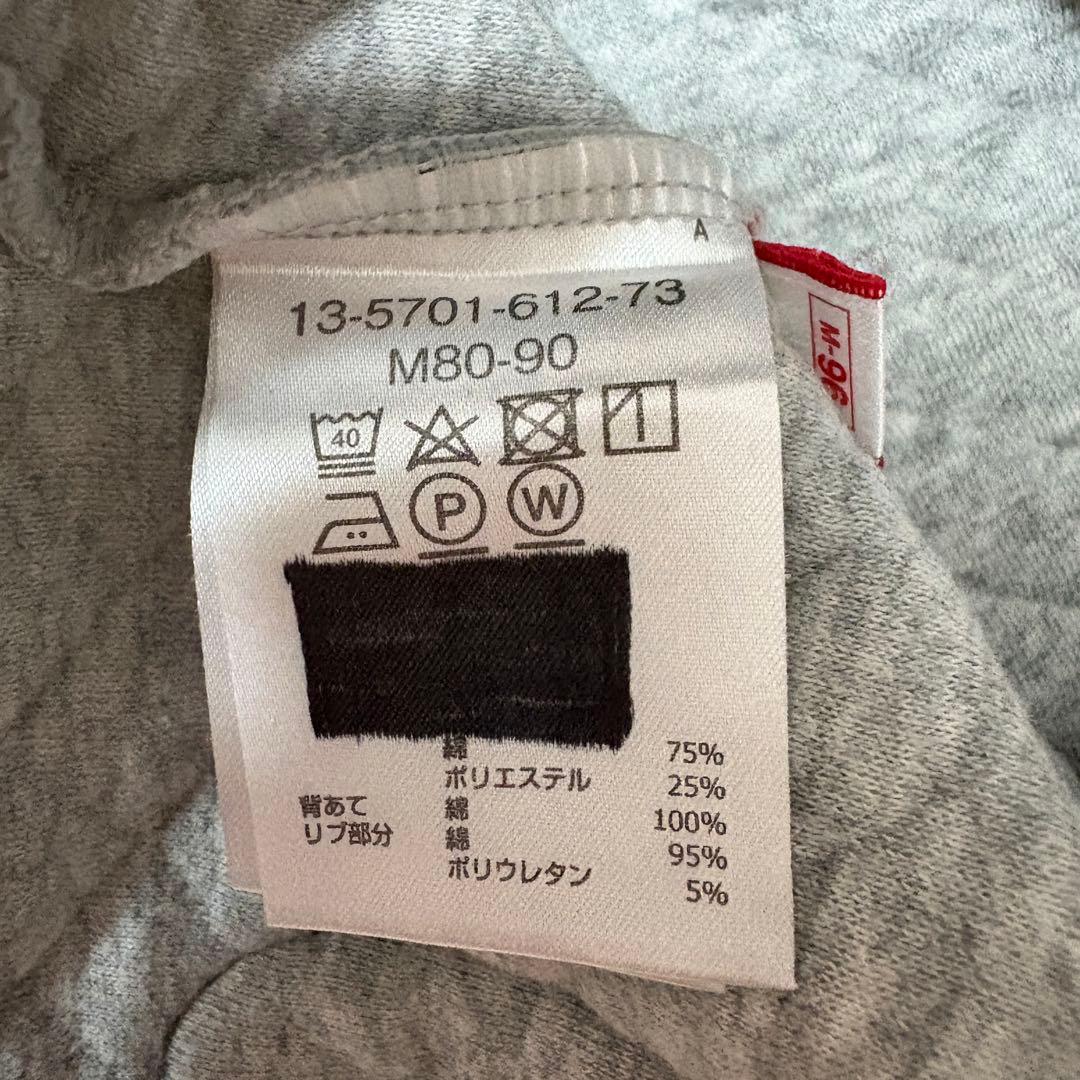 A
13-5701-612-73
M80-90
40
P W
綿 75%
ポリエステル 25%
背あて 綿 100%
リブ部分 綿 95%
ポリウレタン 5%
M-96